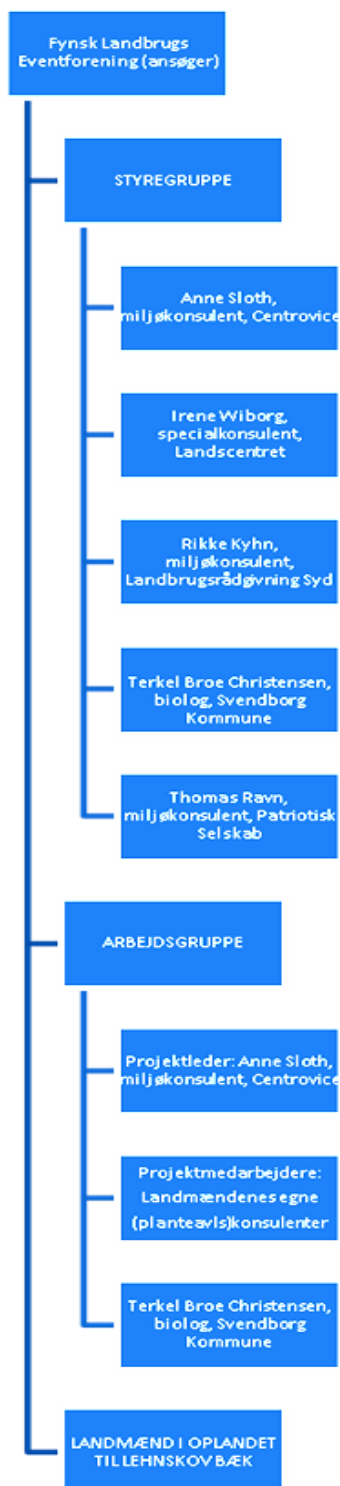 Fynsk Landbrugs
Eventforening (ansøger)
STYREGRUPPE
Anne Sloth,
miljøkonsulent, Centrovice
Irene Wiborg,
specialkonsulent,
Landscentret
Rikke Kyhn,
miljøkonsulent,
Landbrugsrådgivning Syd
Terkel Broe Christensen,
biolog, Svendborg
Kommune
Thomas Ravn,
miljøkonsulent, Patriotisk
Selskab
ARBEJDSGRUPPE
Projektleder: Anne Sloth,
miljøkonsulent, Centrovice
Projektmedarbejdere:
Landmændenes egne
(planteavls)konsulenter
Terkel Broe Christensen,
biolog, Svendborg
Kommune
LANDMÆND I OPLANDET
TIL LEHNSKOV BÆK